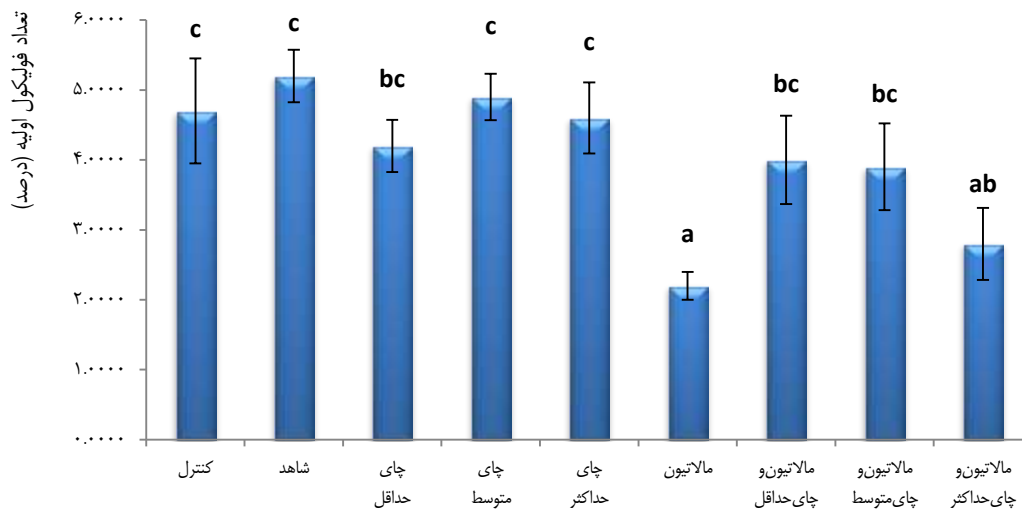 تعداد فولیکول اولیه (درصد)
۶.۰۰۰۰
۵.۰۰۰۰
۴.۰۰۰۰
۳.۰۰۰۰
۲.۰۰۰۰
۱.۰۰۰۰
۰.۰۰۰۰
c
c
bc
c
c
a
bc
bc
ab
کنترل
شاهد
چای
حداقل
چای
متوسط
چای
حداکثر
مالاتیون
مالاتیون‌و
چای‌حداقل
مالاتیون‌و
چای‌متوسط
مالاتیون‌و
چای‌حداکثر